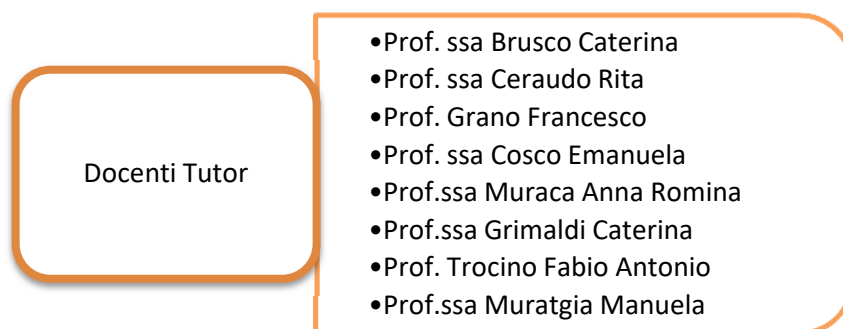 Docenti Tutor
•Prof. ssa Brusco Caterina
•Prof. ssa Ceraudo Rita
•Prof. Grano Francesco
•Prof. ssa Cosco Emanuela
•Prof.ssa Muraca Anna Romina
•Prof.ssa Grimaldi Caterina
•Prof. Trocino Fabio Antonio
•Prof.ssa Muratgia Manuela